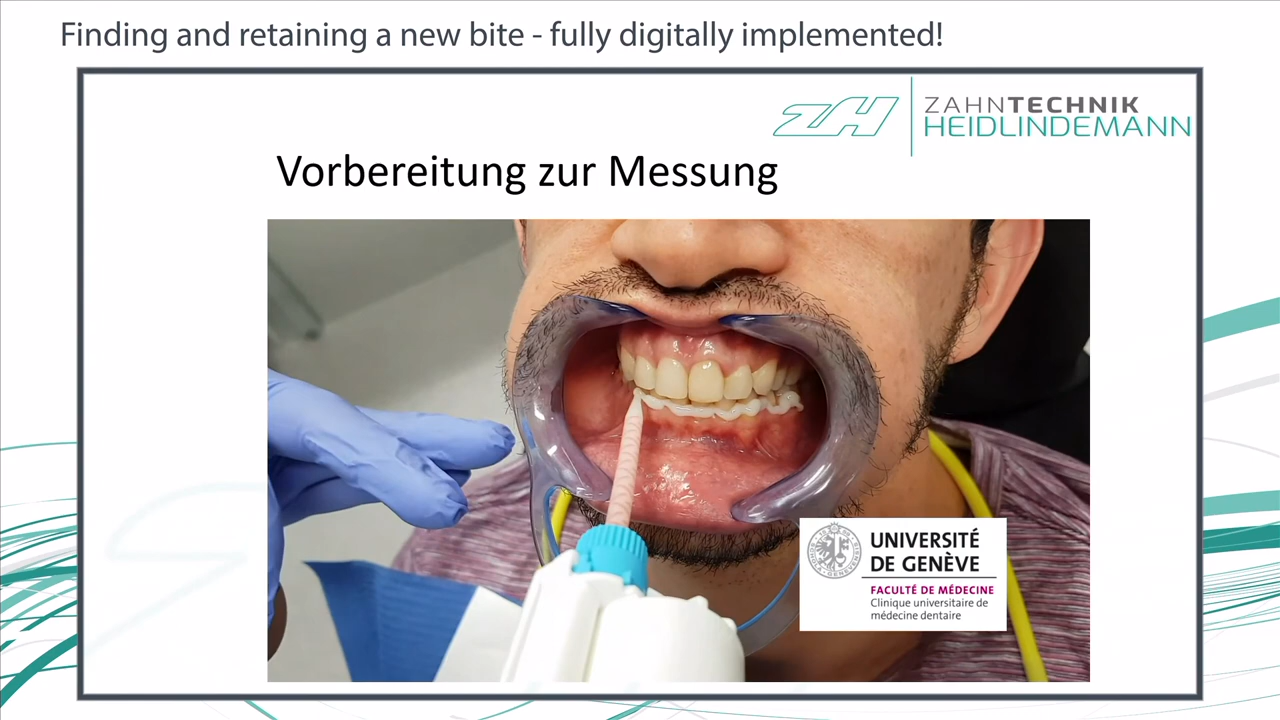 Finding and retaining a new bite - fully digitally implemented!
ZH
ZAHNTECHNIK
HEIDLINDEMANN
Vorbereitung zur Messung
UNIVERSITÉ
DE GENÈVE
FACULTÉ DE MÉDECINE
Clinique universitaire de
médecine dentaire